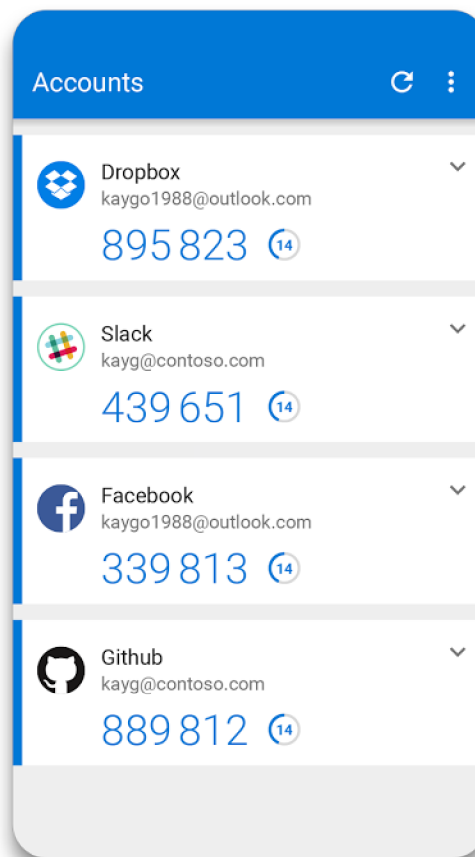 Accounts
Dropbox
kaygo1988@outlook.com
895 823 14
Slack
kayg@contoso.com
439 651 14
Facebook
kaygo1988@outlook.com
339 813 14
Github
kayg@contoso.com
889 812 14